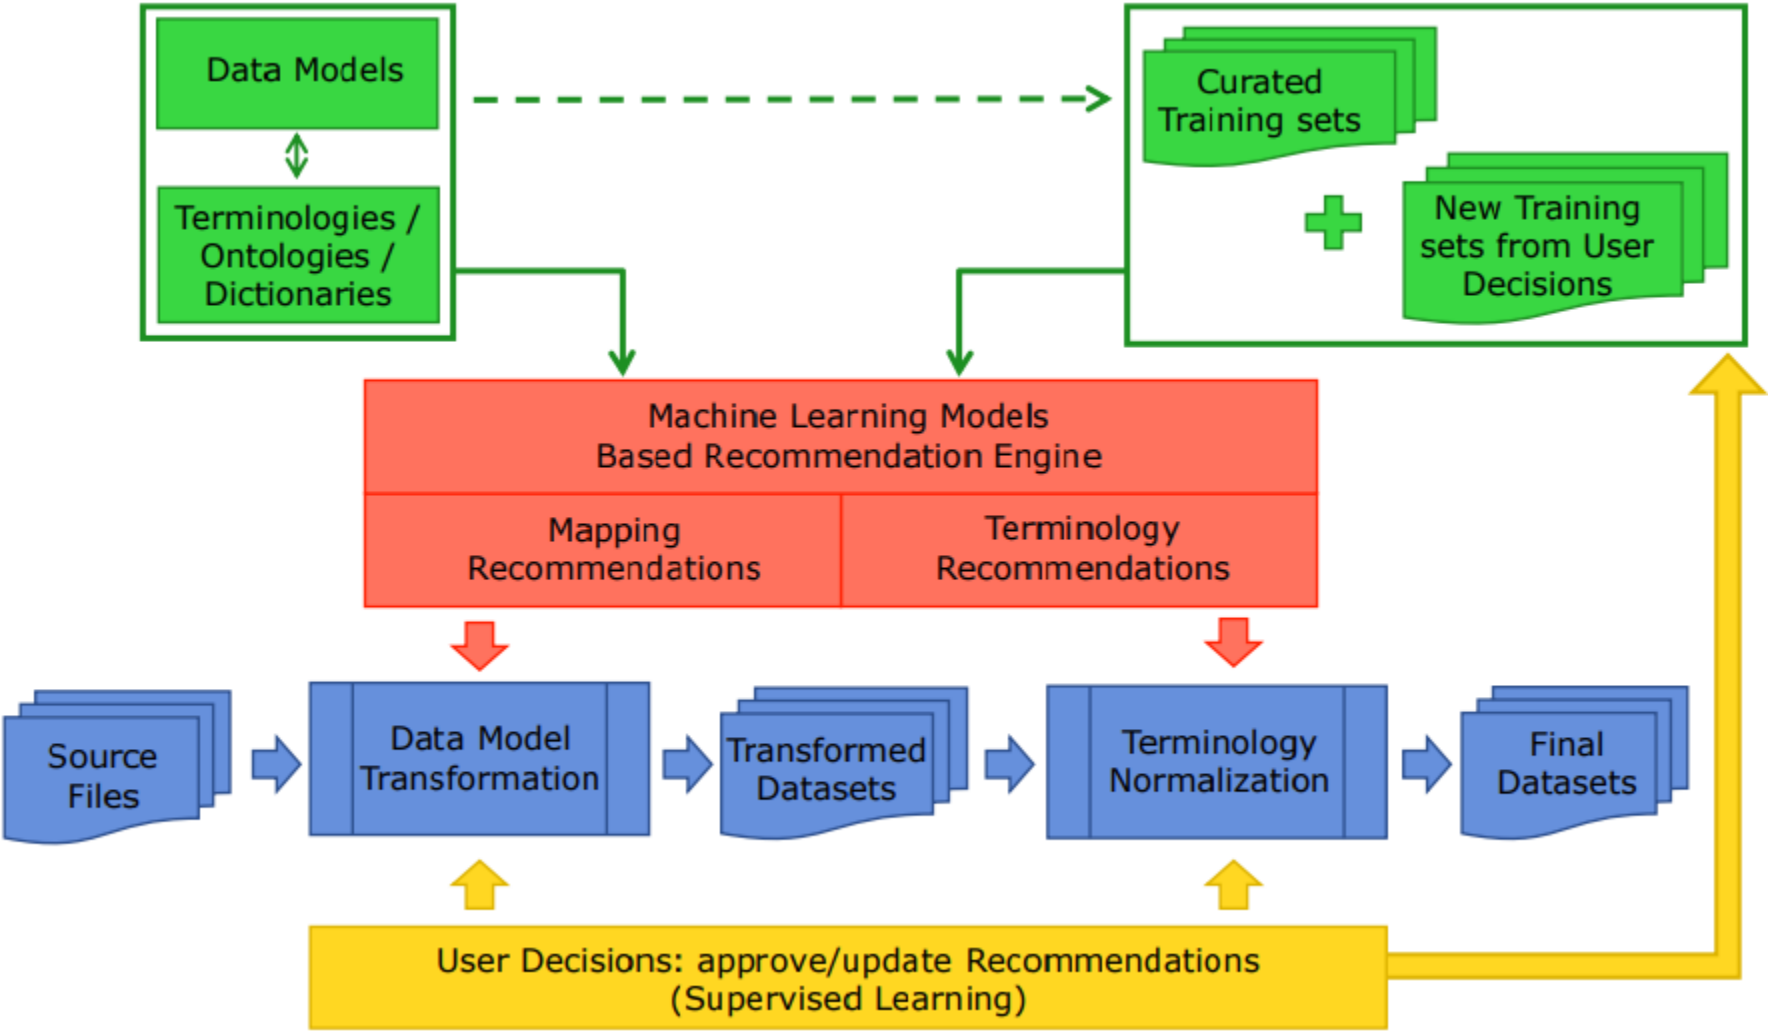 Data Models
Terminologies /
Ontologies /
Dictionaries
Curated
Training sets
New Training
sets from User
Decisions
Machine Learning Models
Based Recommendation Engine
Mapping
Recommendations
Terminology
Recommendations
Source
Files
Data Model
Transformation
Transformed
Datasets
Terminology
Normalization
Final
Datasets
User Decisions: approve/update Recommendations
(Supervised Learning)